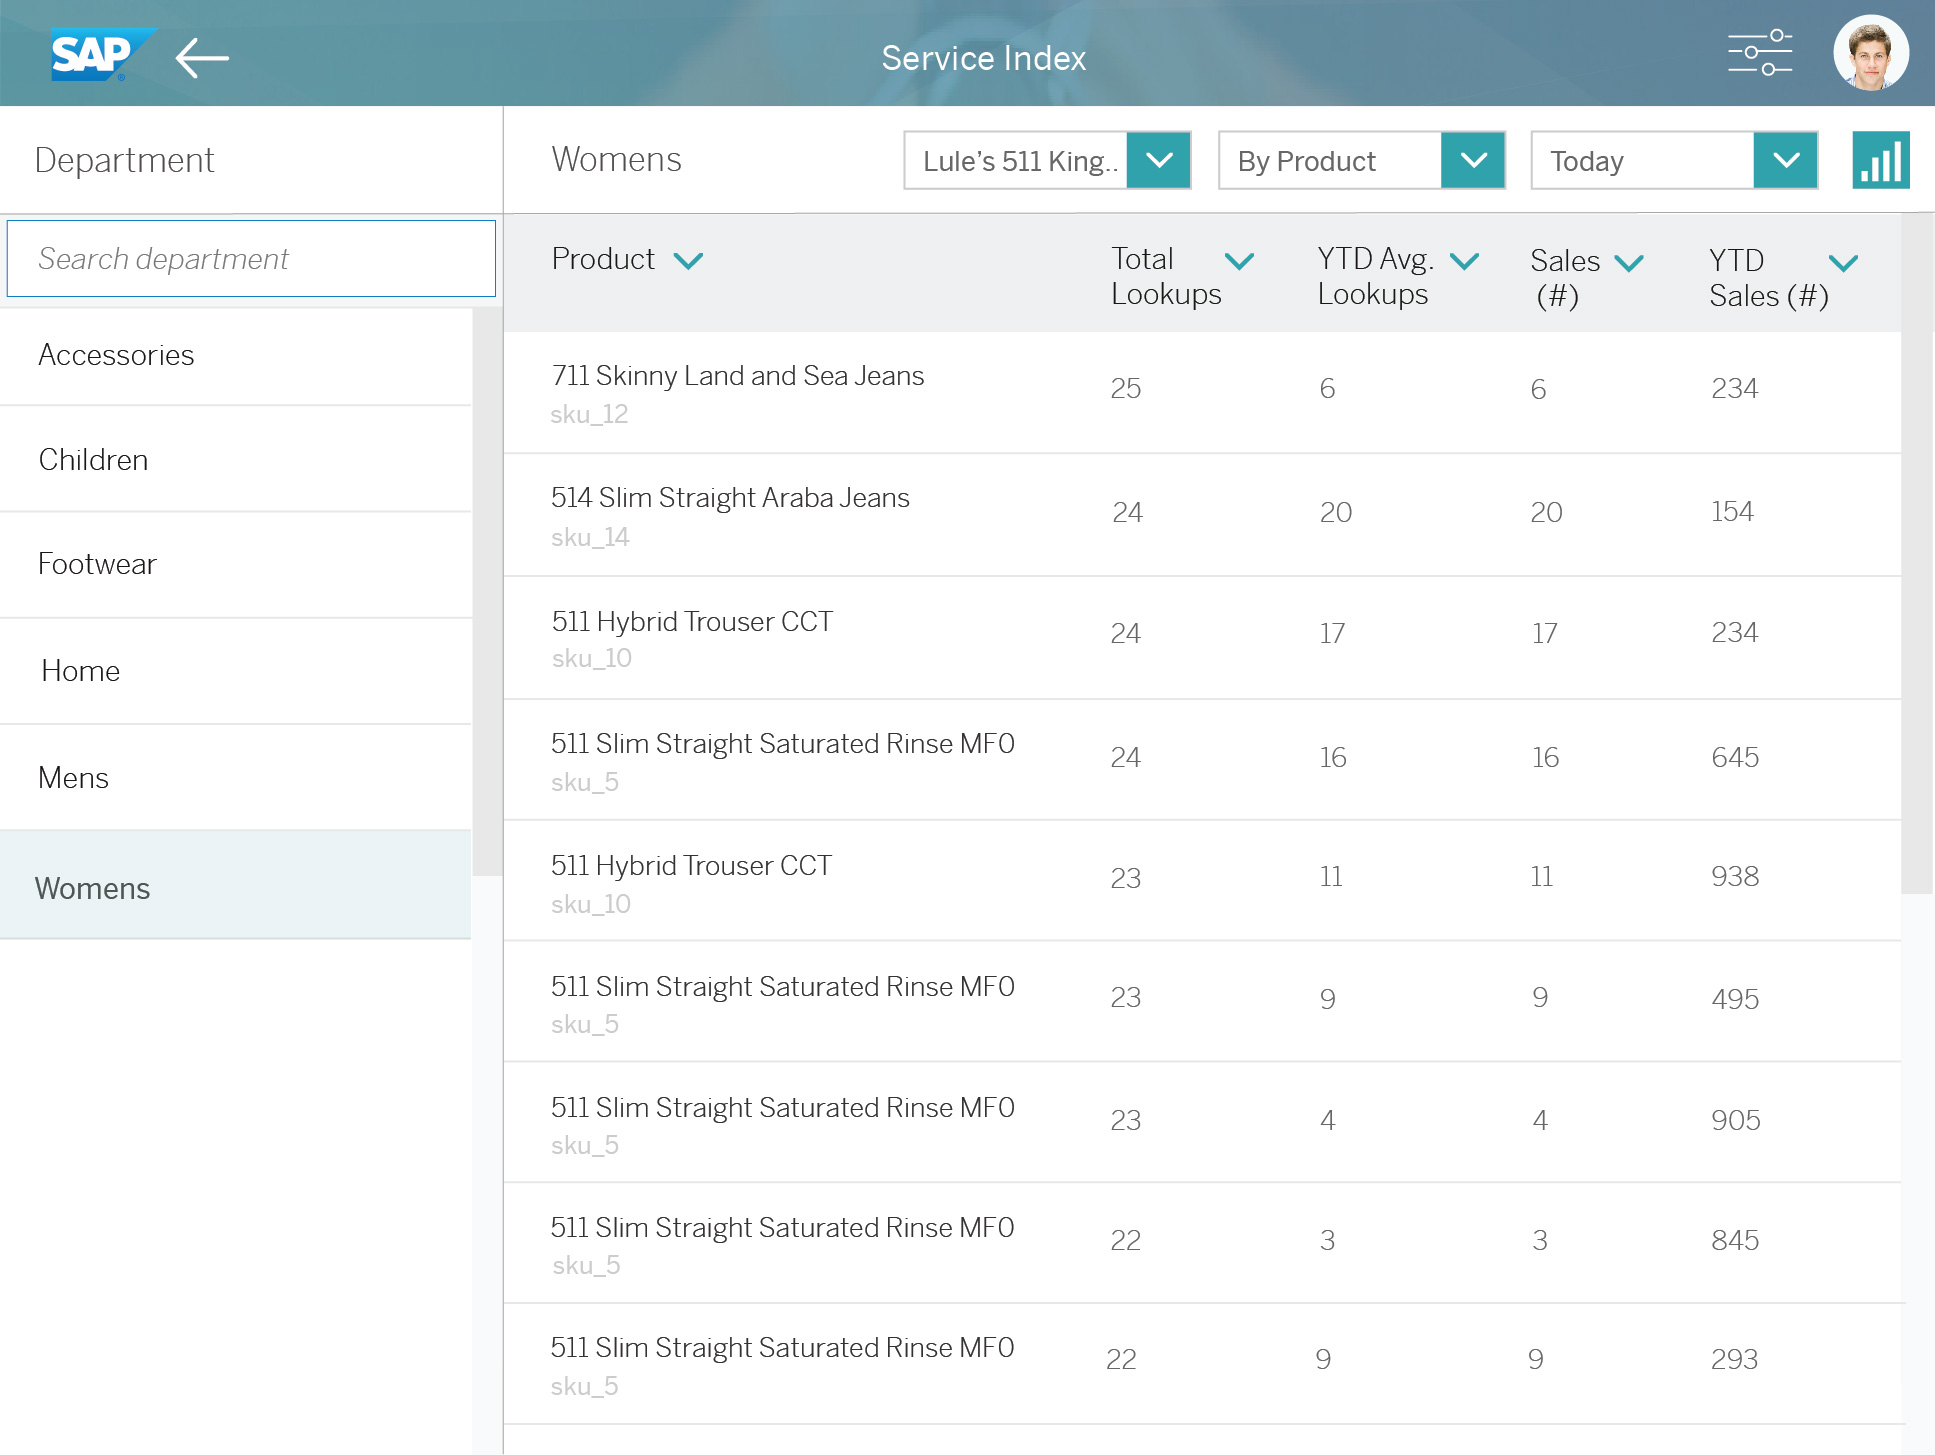 SAP
Service Index
Department
Womens
Lule’s 511 King..
By Product
Today
Search department
Accessories
Children
Footwear
Home
Mens
Womens
Product
Total
Lookups
YTD Avg.
Lookups
Sales
(#)
YTD
Sales (#)
711 Skinny Land and Sea Jeans
sku_12
25 6 6 234
514 Slim Straight Araba Jeans
sku_14
24 20 20 154
511 Hybrid Trouser CCT
sku_10
24 17 17 234
511 Slim Straight Saturated Rinse MF0
sku_5
24 16 16 645
511 Hybrid Trouser CCT
sku_10
23 11 11 938
511 Slim Straight Saturated Rinse MF0
sku_5
23 9 9 495
511 Slim Straight Saturated Rinse MF0
sku_5
23 4 4 905
511 Slim Straight Saturated Rinse MF0
sku_5
22 3 3 845
511 Slim Straight Saturated Rinse MF0
sku_5
22 9 9 293